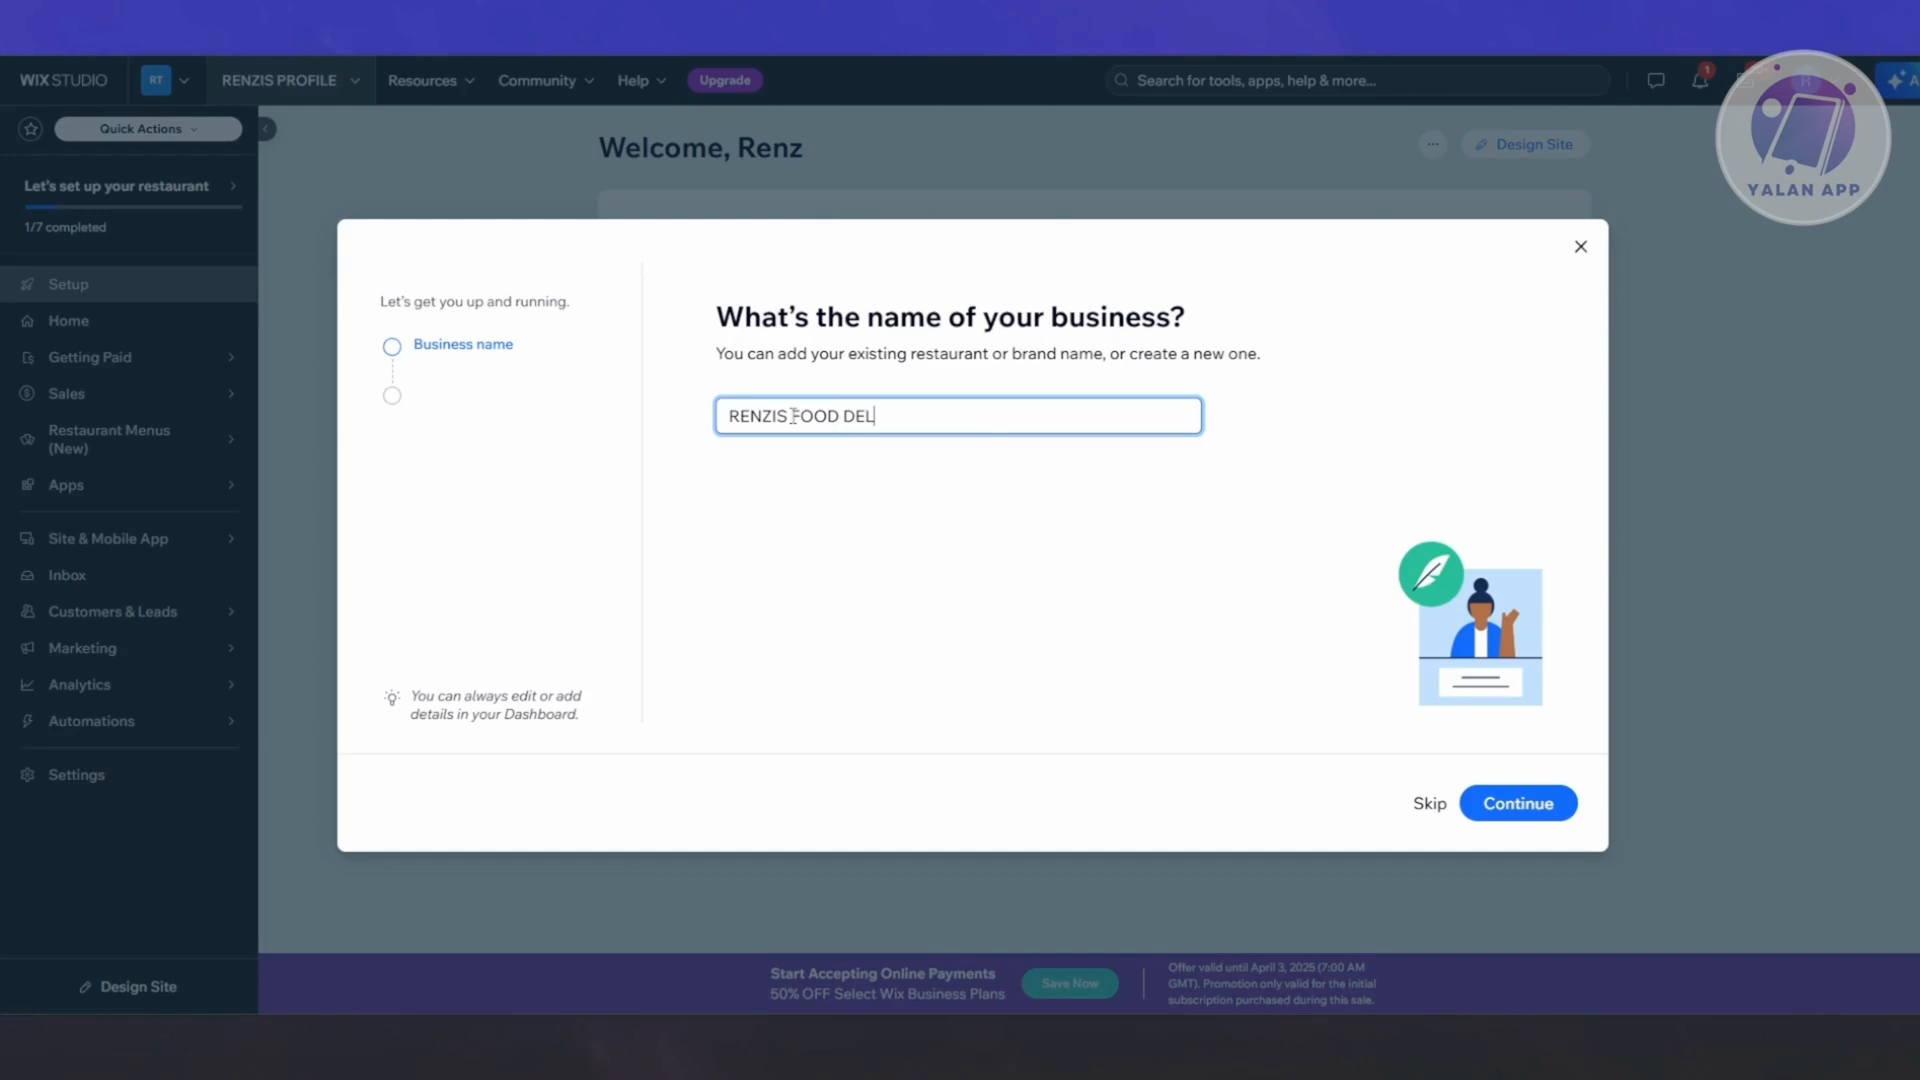 WIX STUDIO
RT
RENZIS PROFILE
Resources
Community
Help
Upgrade
Search for tools, apps, help & more...
1
Quick Actions
Welcome, Renz
Design Site
YALAN APP
Let's set up your restaurant
1/7 completed
Setup
Home
Getting Paid
Sales
Restaurant Menus
(New)
Apps
Site & Mobile App
Inbox
Customers & Leads
Marketing
Analytics
Automations
Settings
Design Site
Let's get you up and running.
Business name
You can always edit or add
details in your Dashboard.
What's the name of your business?
You can add your existing restaurant or brand name, or create a new one.
RENZIS FOOD DEL
Skip
Continue
Start Accepting Online Payments
50% OFF Select Wix Business Plans
Save Now
Offer valid until April 3, 2025 (7:00 AM
GMT). Promotion only valid for the initial
subscription purchased during this sale.